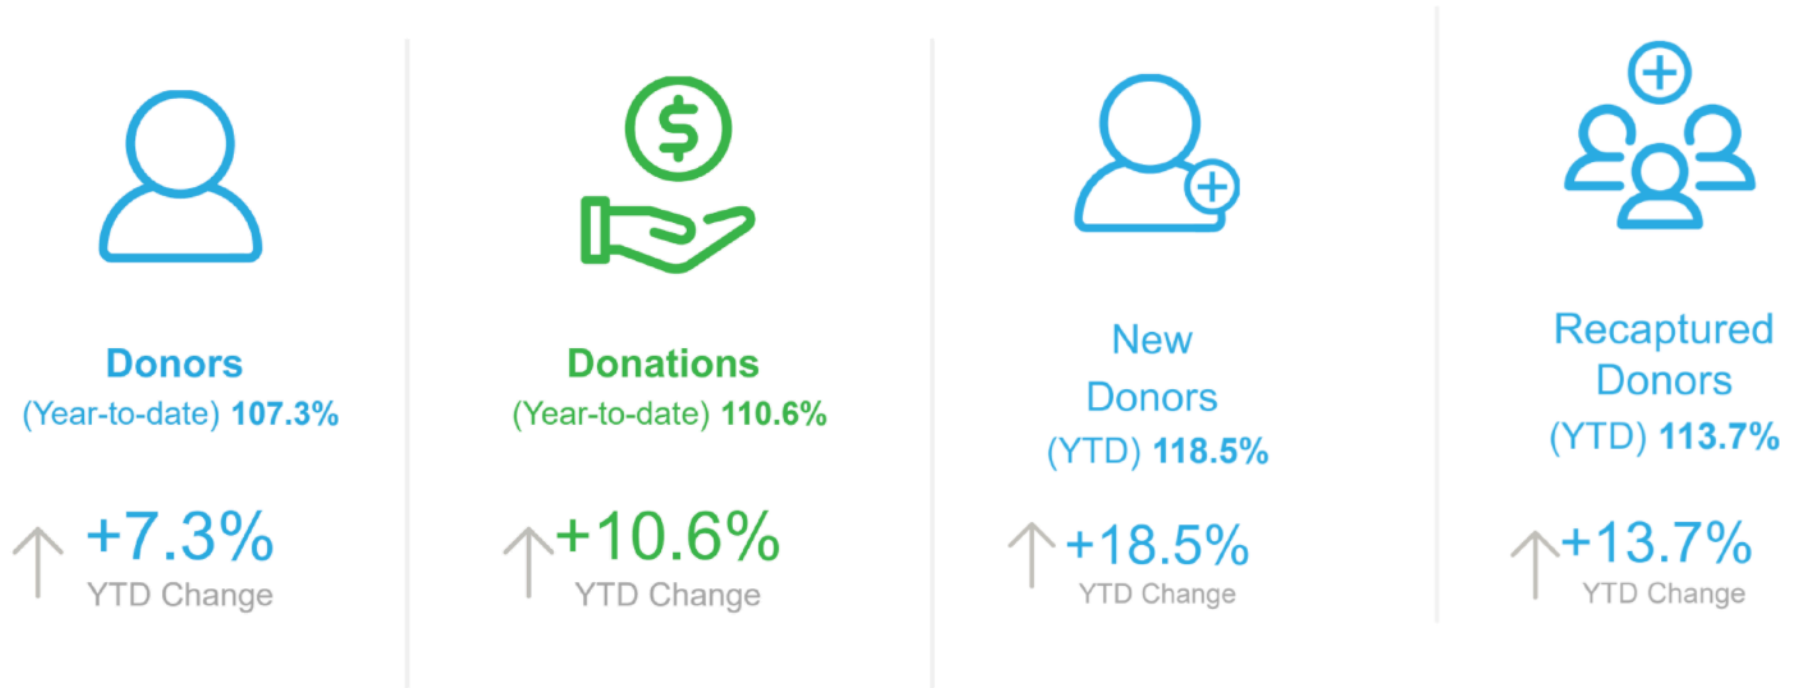 Donors
(Year-to-date) 107.3%
+7.3%
YTD Change
$
Donations
(Year-to-date) 110.6%
+10.6%
YTD Change
New
Donors
(YTD) 118.5%
+18.5%
YTD Change
Recaptured
Donors
(YTD) 113.7%
+13.7%
YTD Change